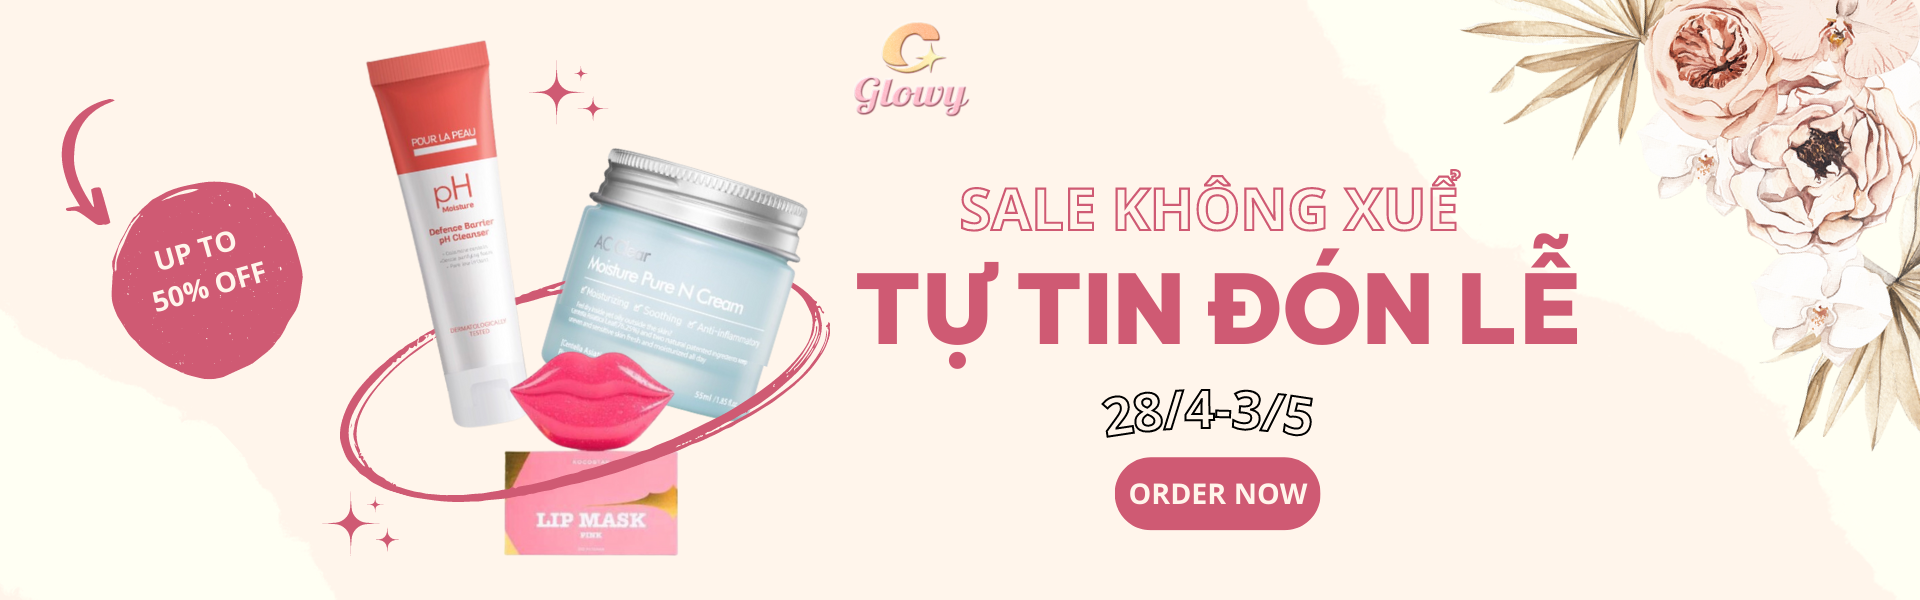 Glowy
UP TO
50% OFF
POUR LA PEAU
pH
Moisture
Defence Barrier
pH Cleanser
DERMATOLOGICALLY
TESTED
AC Clear
Moisture Pure N Cream
Moisturizing Soothing Anti-inflammatory
55ml
LIP MASK
PINK
SALE KHÔNG XUỂ
TỰ TIN ĐÓN LỄ
28/4-3/5
ORDER NOW